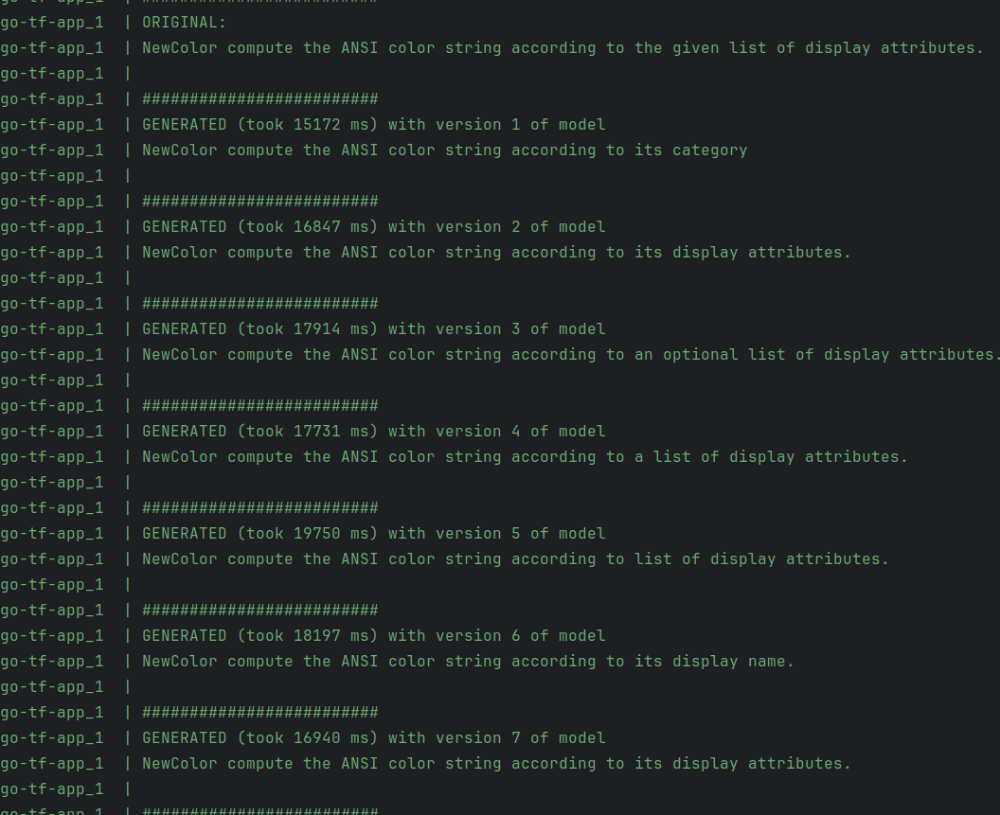 go-tf-app_1  | #########################
go-tf-app_1  | ORIGINAL:
go-tf-app_1  | NewColor compute the ANSI color string according to the given list of display attributes.
go-tf-app_1  |
go-tf-app_1  | #########################
go-tf-app_1  | GENERATED (took 15172 ms) with version 1 of model
go-tf-app_1  | NewColor compute the ANSI color string according to its category
go-tf-app_1  |
go-tf-app_1  | #########################
go-tf-app_1  | GENERATED (took 16847 ms) with version 2 of model
go-tf-app_1  | NewColor compute the ANSI color string according to its display attributes.
go-tf-app_1  |
go-tf-app_1  | #########################
go-tf-app_1  | GENERATED (took 17914 ms) with version 3 of model
go-tf-app_1  | NewColor compute the ANSI color string according to an optional list of display attributes.
go-tf-app_1  |
go-tf-app_1  | #########################
go-tf-app_1  | GENERATED (took 17731 ms) with version 4 of model
go-tf-app_1  | NewColor compute the ANSI color string according to a list of display attributes.
go-tf-app_1  |
go-tf-app_1  | #########################
go-tf-app_1  | GENERATED (took 19750 ms) with version 5 of model
go-tf-app_1  | NewColor compute the ANSI color string according to list of display attributes.
go-tf-app_1  |
go-tf-app_1  | #########################
go-tf-app_1  | GENERATED (took 18197 ms) with version 6 of model
go-tf-app_1  | NewColor compute the ANSI color string according to its display name.
go-tf-app_1  |
go-tf-app_1  | #########################
go-tf-app_1  | GENERATED (took 16940 ms) with version 7 of model
go-tf-app_1  | NewColor compute the ANSI color string according to its display attributes.
go-tf-app_1  |
go-tf-app_1  | #########################